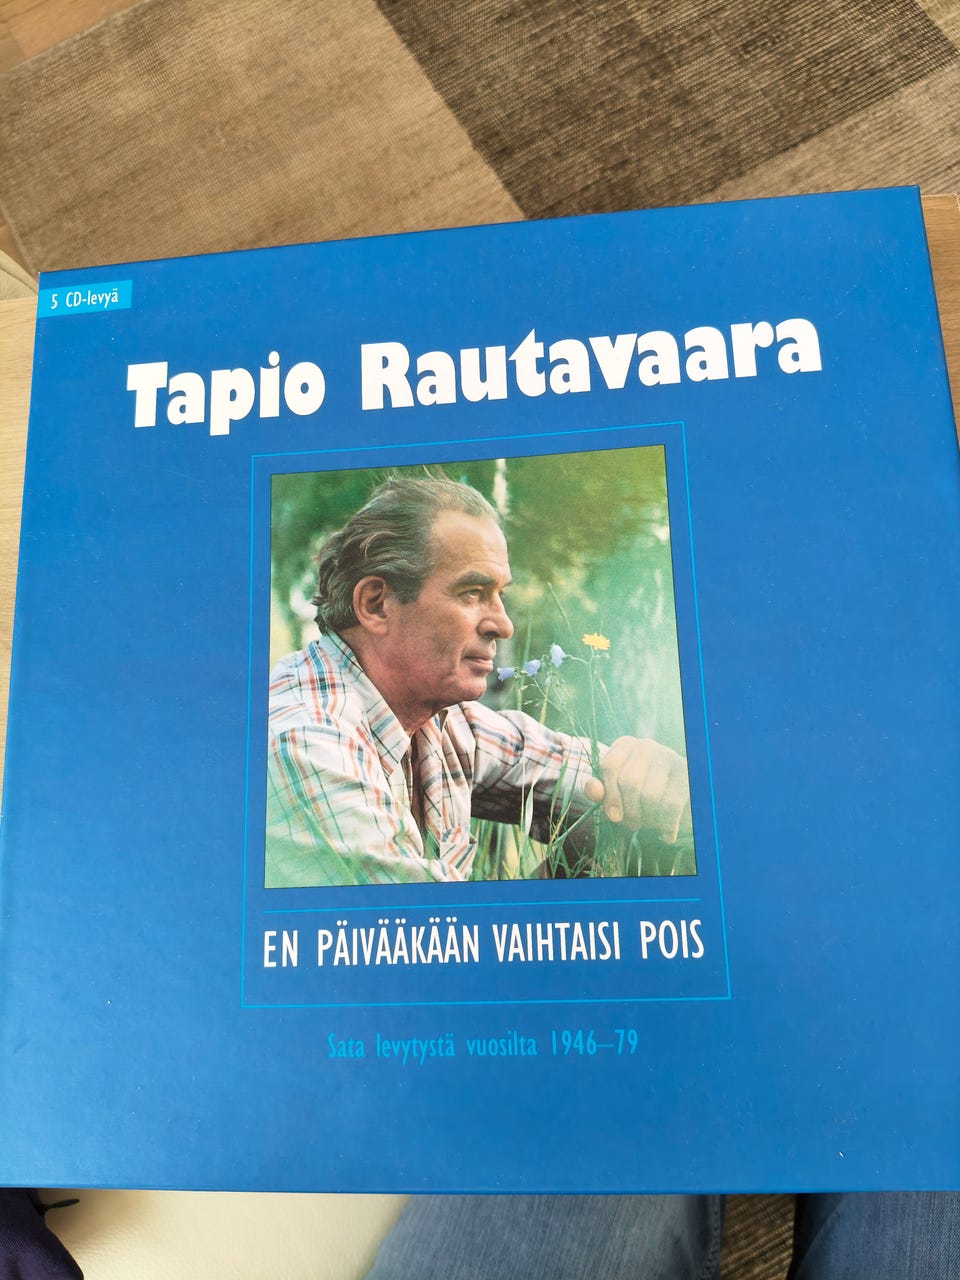 5 CD-levyä
Tapio Rautavaara
EN PÄIVÄÄKÄÄN VAIHTAISI POIS
Sata levytystä vuosilta 1946–79